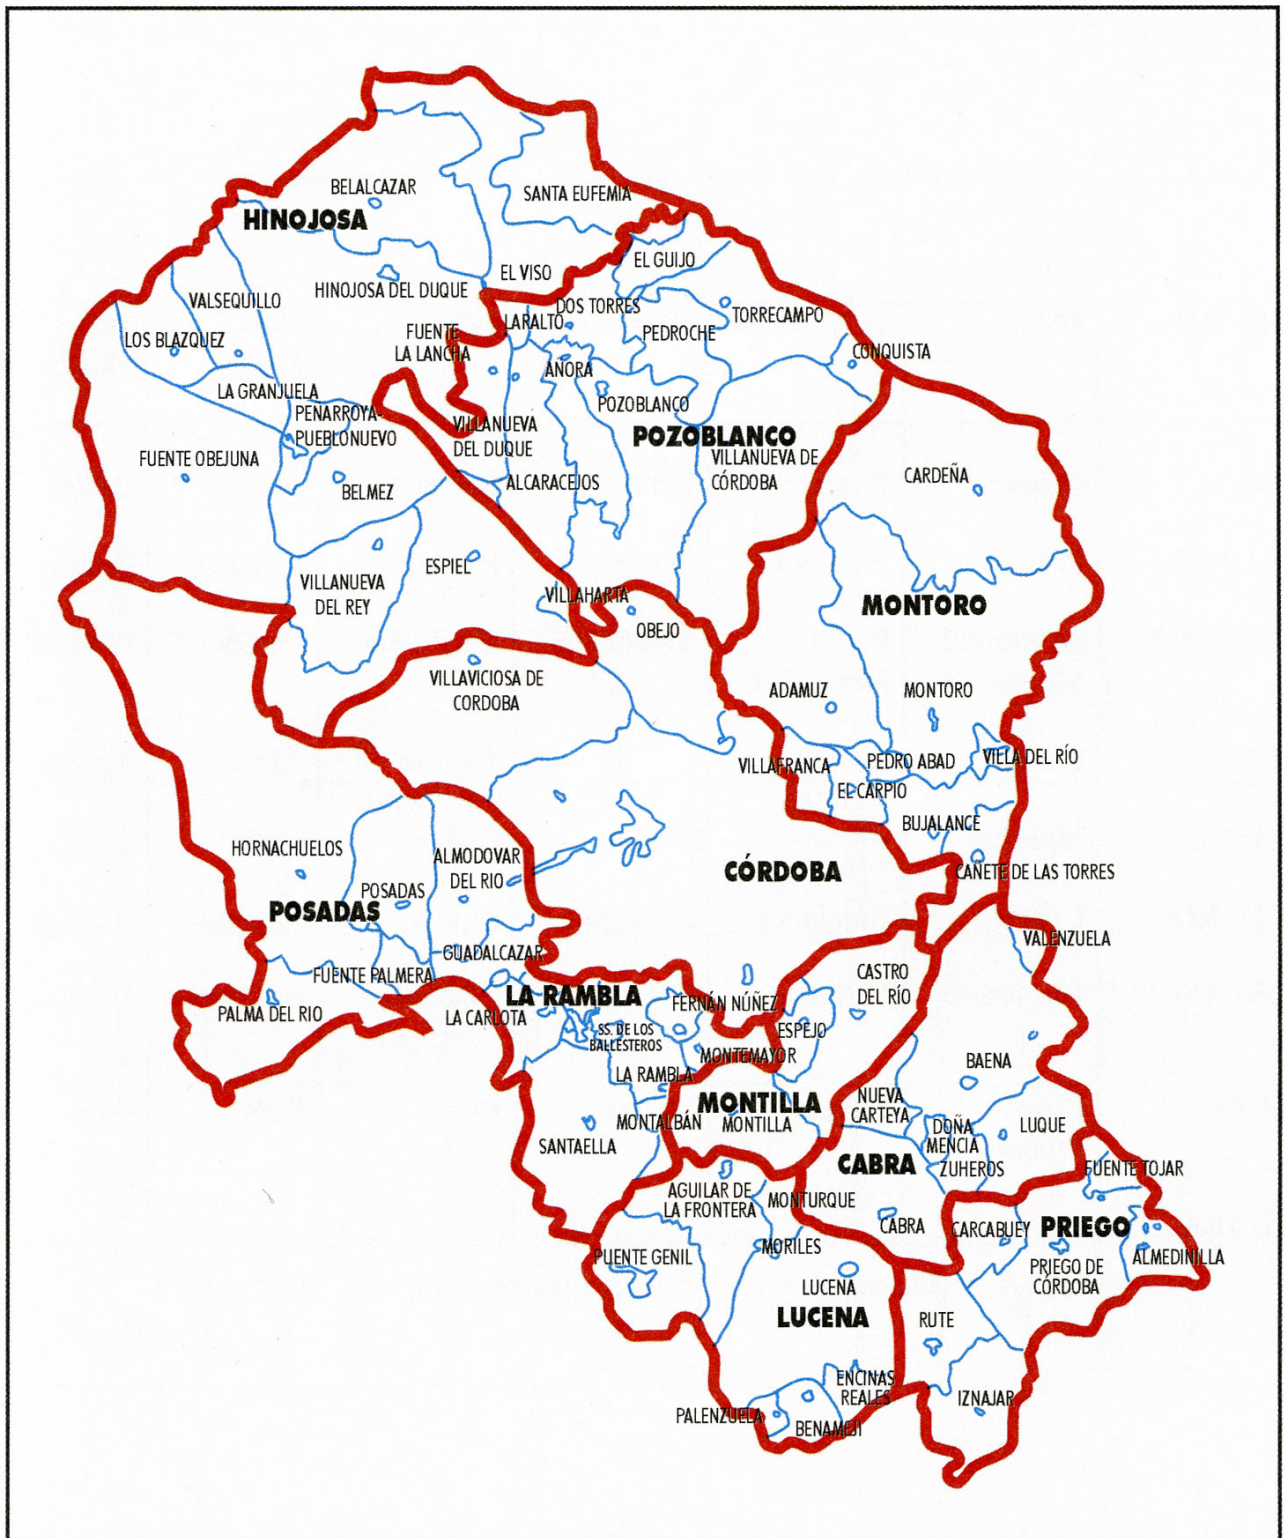 BELALCAZAR
SANTA EUFEMIA
HINOJOSA
EL GUIJO
EL VISO
HINOJOSA DEL DUQUE
VALSEQUILLO
DOS TORRES
LARALTO
TORRECAMPO
PEDROCHE
FUENTE
LA LANCHA
LOS BLAZQUEZ
CONQUISTA
AÑORA
LA GRANJUELA
POZOBLANCO
PEÑARROYA-
PUEBLONUEVO
VILLANUEVA
DEL DUQUE
POZOBLANCO
FUENTE OBEJUNA
VILLANUEVA DE
CÓRDOBA
CARDEÑA
BELMEZ
ALCARACEJOS
ESPIEL
VILLANUEVA
DEL REY
VILLAHARTA
MONTORO
OBEJO
VILLAVICIOSA DE
CORDOBA
ADAMUZ
MONTORO
VILLAFRANCA
PEDRO ABAD
VILLA DEL RÍO
EL CARPIO
BUJALANCE
HORNACHUELOS
ALMODOVAR
DEL RIO
CÓRDOBA
CAÑETE DE LAS TORRES
POSADAS
POSADAS
VALENZUELA
GUADALCAZAR
FUENTE PALMERA
CASTRO
DEL RÍO
LA RAMBLA
FERNÁN NÚÑEZ
PALMA DEL RIO
LA CARLOTA
SS. DE LOS
BALLESTEROS
ESPEJO
MONTEMAYOR
BAENA
LA RAMBLA
MONTILLA
NUEVA
CARTEYA
MONTALBÁN
MONTILLA
DOÑA
MENCIA
LUQUE
SANTAELLA
CABRA
ZUHEROS
FUENTE TOJAR
AGUILAR DE
LA FRONTERA
MONTURQUE
CABRA
CARCABUEY
PRIEGO
MORILES
PUENTE GENIL
ALMEDINILLA
PRIEGO DE
CÓRDOBA
LUCENA
LUCENA
RUTE
ENCINAS
REALES
IZNAJAR
PALENZUELA
BENAMEJI